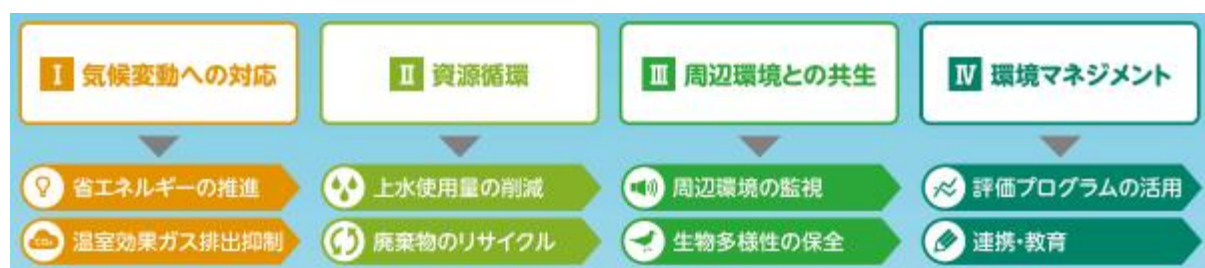 I 気候変動への対応
II 資源循環
III 周辺環境との共生
IV 環境マネジメント
省エネルギーの推進
上水使用量の削減
周辺環境の監視
評価プログラムの活用
CO₂ 温室効果ガス排出抑制
廃棄物のリサイクル
生物多様性の保全
連携・教育